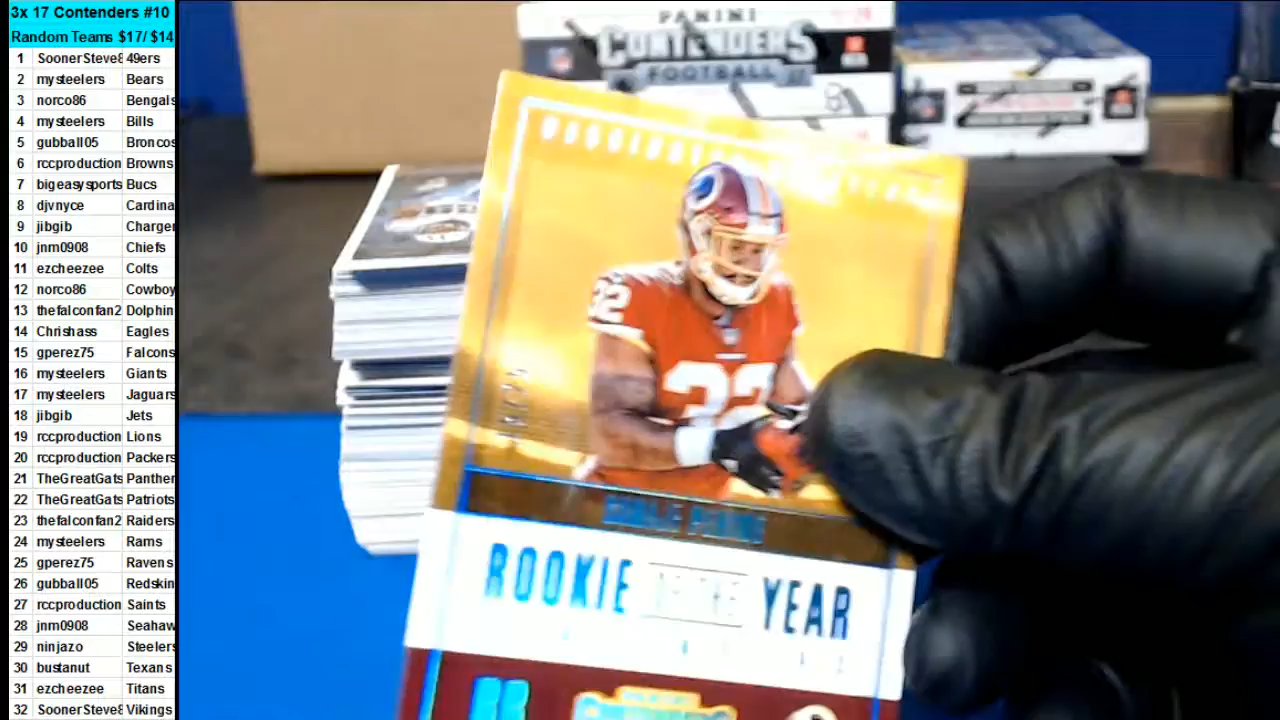 3x 17 Contenders #10
Random Teams $17/ $14
1 SoonerSteve8 49ers
2 mysteelers Bears
3 norco86 Bengals
4 mysteelers Bills
5 gubball05 Broncos
6 rccproduction Browns
7 bigeasysports Bucs
8 djvnyce Cardina
9 jibgib Charger
10 jnm0908 Chiefs
11 ezcheezee Colts
12 norco86 Cowboy
13 thefalconfan2 Dolphin
14 Chrishass Eagles
15 gperez75 Falcons
16 mysteelers Giants
17 mysteelers Jaguars
18 jibgib Jets
19 rccproduction Lions
20 rccproduction Packers
21 TheGreatGats Panther
22 TheGreatGats Patriots
23 thefalconfan2 Raiders
24 mysteelers Rams
25 gperez75 Ravens
26 gubball05 Redskin
27 rccproduction Saints
28 jnm0908 Seahaw
29 ninjazo Steelers
30 bustanut Texans
31 ezcheezee Titans
32 SoonerSteve8 Vikings
PANINI
CONTENDERS
FOOTBALL
32
32
ROOKIE OF THE YEAR